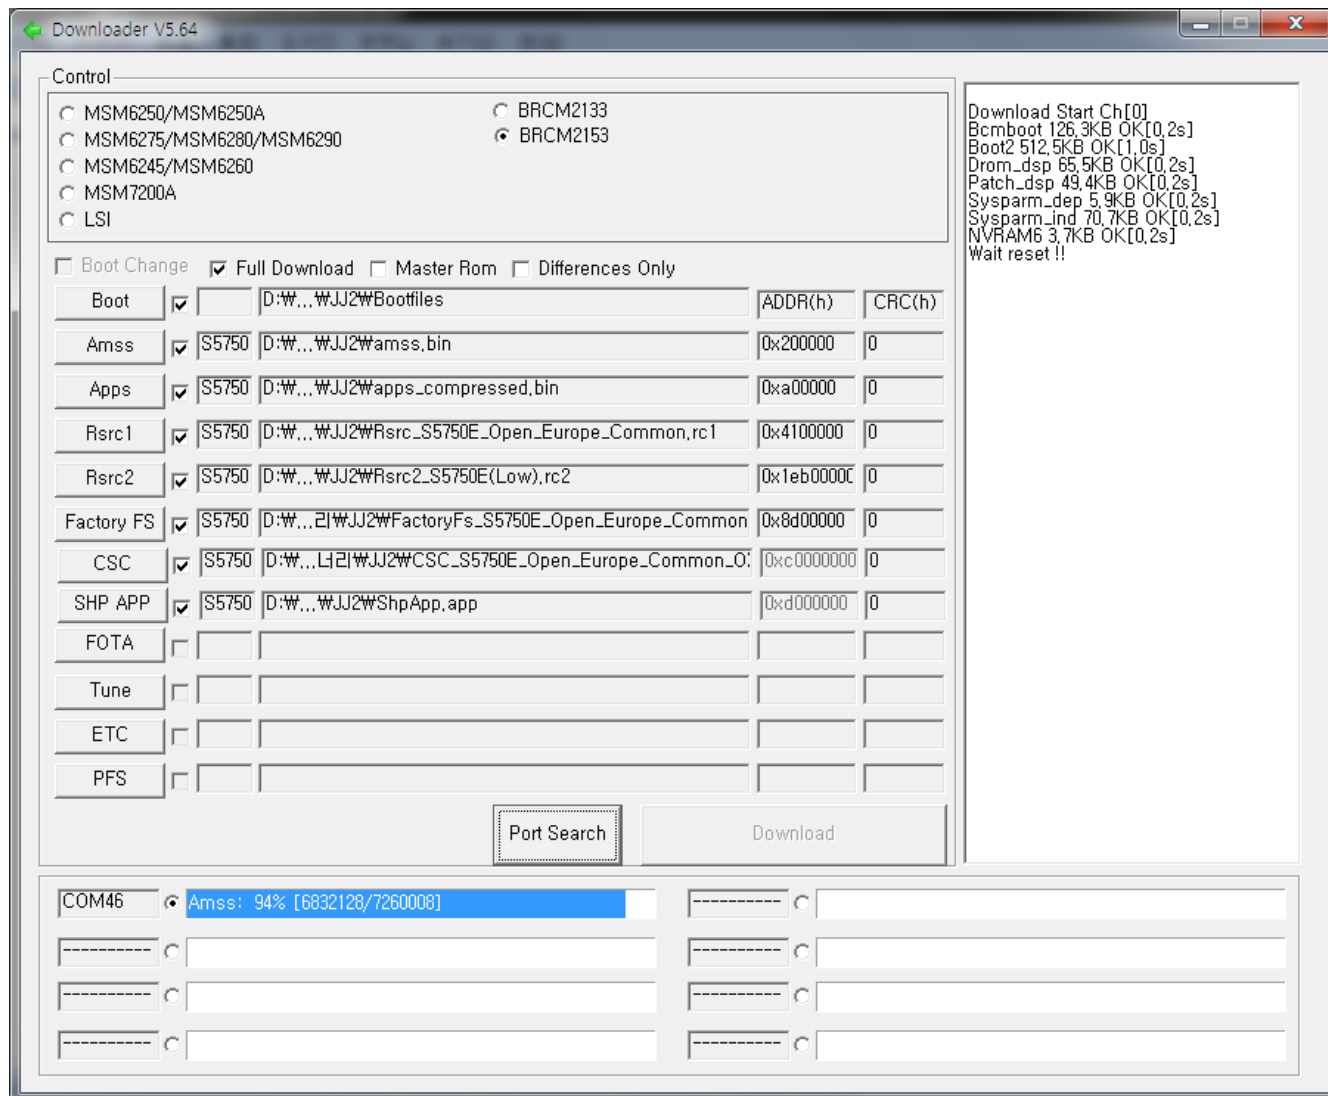 Downloader V5.64
Control
MSM6250/MSM6250A
BRCM2133
MSM6275/MSM6280/MSM6290
BRCM2153
MSM6245/MSM6260
MSM7200A
LSI
Boot Change Full Download Master Rom Differences Only
Boot D:₩...₩JJ2₩Bootfiles ADDR(h) CRC(h)
Amss S5750 D:₩...₩JJ2₩amss.bin 0x200000 0
Apps S5750 D:₩...₩JJ2₩apps_compressed.bin 0xa00000 0
Rsrc1 S5750 D:₩...₩JJ2₩Rsrc_S5750E_Open_Europe_Common.rc1 0x4100000 0
Rsrc2 S5750 D:₩...₩JJ2₩Rsrc2_S5750E(Low).rc2 0x1eb00000 0
Factory FS S5750 D:₩...리₩JJ2₩FactoryFs_S5750E_Open_Europe_Common 0x8d00000 0
CSC S5750 D:₩...너리₩JJ2₩CSC_S5750E_Open_Europe_Common_O 0xc0000000 0
SHP APP S5750 D:₩...₩JJ2₩ShpApp.app 0xd000000 0
FOTA
Tune
ETC
PFS
Port Search Download
Download Start Ch[0]
Bcmboot 126.3KB OK[0.2s]
Boot2 512.5KB OK[1.0s]
Drom_dsp 65.5KB OK[0.2s]
Patch_dsp 49.4KB OK[0.2s]
Sysparm_dep 5.9KB OK[0.2s]
Sysparm_ind 70.7KB OK[0.2s]
NVRAM6 3.7KB OK[0.2s]
Wait reset !!
COM46 Amss: 94% [6832128/7260008] ----------
---------- ----------
---------- ----------
---------- ----------